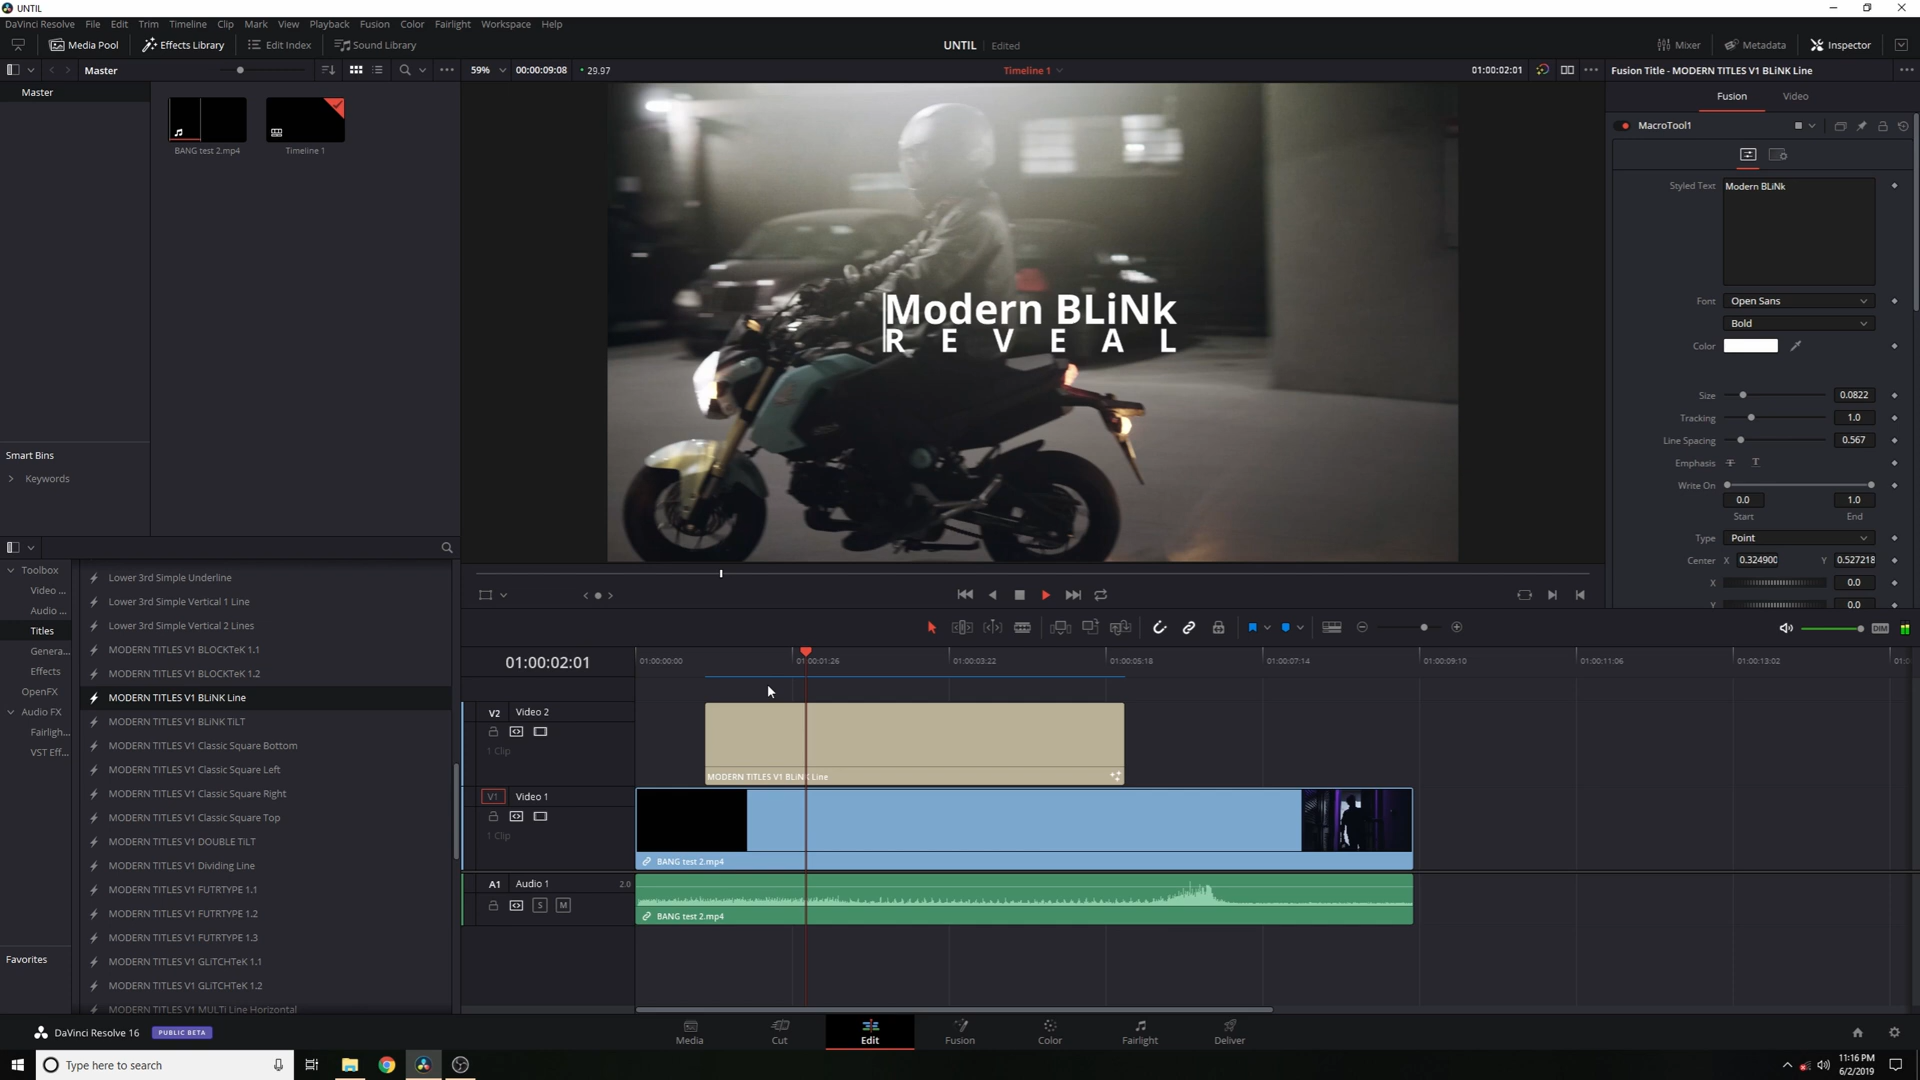 UNTIL
DaVinci Resolve File Edit Trim Timeline Clip Mark View Playback Fusion Color Fairlight Workspace Help
Media Pool Effects Library Edit Index Sound Library UNTIL Edited Mixer Metadata Inspector
Master 59% 00:00:09:08 29.97 Timeline 1 01:00:02:01 Fusion Title - MODERN TITLES V1 BLiNK Line
Master
BANG test 2.mp4
Timeline 1
Smart Bins
Keywords
Modern BLiNk
REVEAL
Fusion Video
MacroTool1
Styled Text Modern BLiNk
Font Open Sans
Bold
Color
Size 0.0822
Tracking 1.0
Line Spacing 0.567
Emphasis T T
Write On
0.0 1.0
Start End
Type Point
Center X 0.324900 Y 0.527218
X 0.0
Y 0.0
Toolbox
Video ...
Audio ...
Titles
Genera...
Effects
OpenFX
Audio FX
Fairligh...
VST Eff...
Favorites
Lower 3rd Simple Underline
Lower 3rd Simple Vertical 1 Line
Lower 3rd Simple Vertical 2 Lines
MODERN TITLES V1 BLOCKTeK 1.1
MODERN TITLES V1 BLOCKTeK 1.2
MODERN TITLES V1 BLiNK Line
MODERN TITLES V1 BLiNK TiLT
MODERN TITLES V1 Classic Square Bottom
MODERN TITLES V1 Classic Square Left
MODERN TITLES V1 Classic Square Right
MODERN TITLES V1 Classic Square Top
MODERN TITLES V1 DOUBLE TiLT
MODERN TITLES V1 Dividing Line
MODERN TITLES V1 FUTRTYPE 1.1
MODERN TITLES V1 FUTRTYPE 1.2
MODERN TITLES V1 FUTRTYPE 1.3
MODERN TITLES V1 GLiTCHTeK 1.1
MODERN TITLES V1 GLiTCHTeK 1.2
MODERN TITLES V1 MULTi Line Horizontal
DIM
01:00:02:01 01:00:00:00 01:00:01:26 01:00:03:22 01:00:05:18 01:00:07:14 01:00:09:10 01:00:11:06 01:00:13:02
V2 Video 2
1 Clip
MODERN TITLES V1 BLiNK Line
V1 Video 1
1 Clip
BANG test 2.mp4
A1 Audio 1 2.0
S M
BANG test 2.mp4
DaVinci Resolve 16 PUBLIC BETA
Media Cut Edit Fusion Color Fairlight Deliver
Type here to search
11:16 PM
6/2/2019